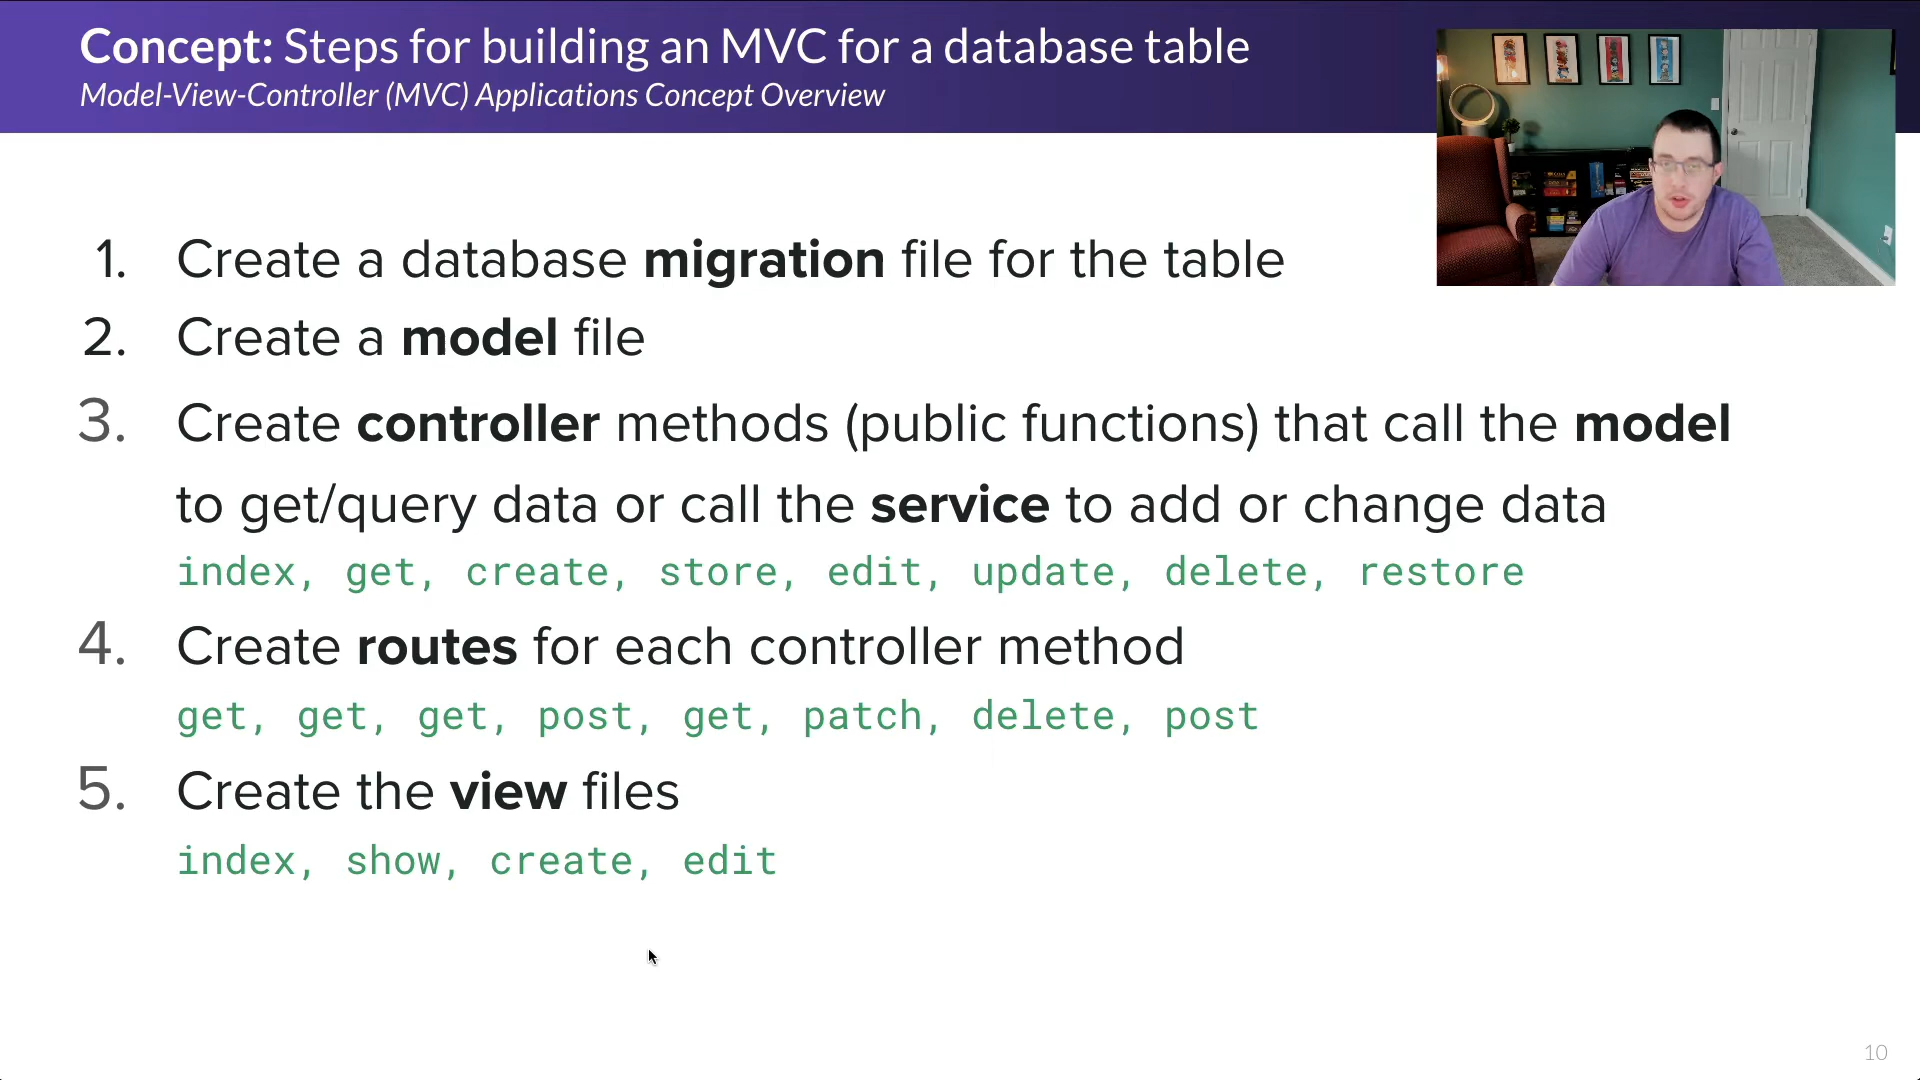 Concept: Steps for building an MVC for a database table
Model-View-Controller (MVC) Applications Concept Overview
1. Create a database migration file for the table
2. Create a model file
3. Create controller methods (public functions) that call the model
to get/query data or call the service to add or change data
index, get, create, store, edit, update, delete, restore
4. Create routes for each controller method
get, get, get, post, get, patch, delete, post
5. Create the view files
index, show, create, edit
10